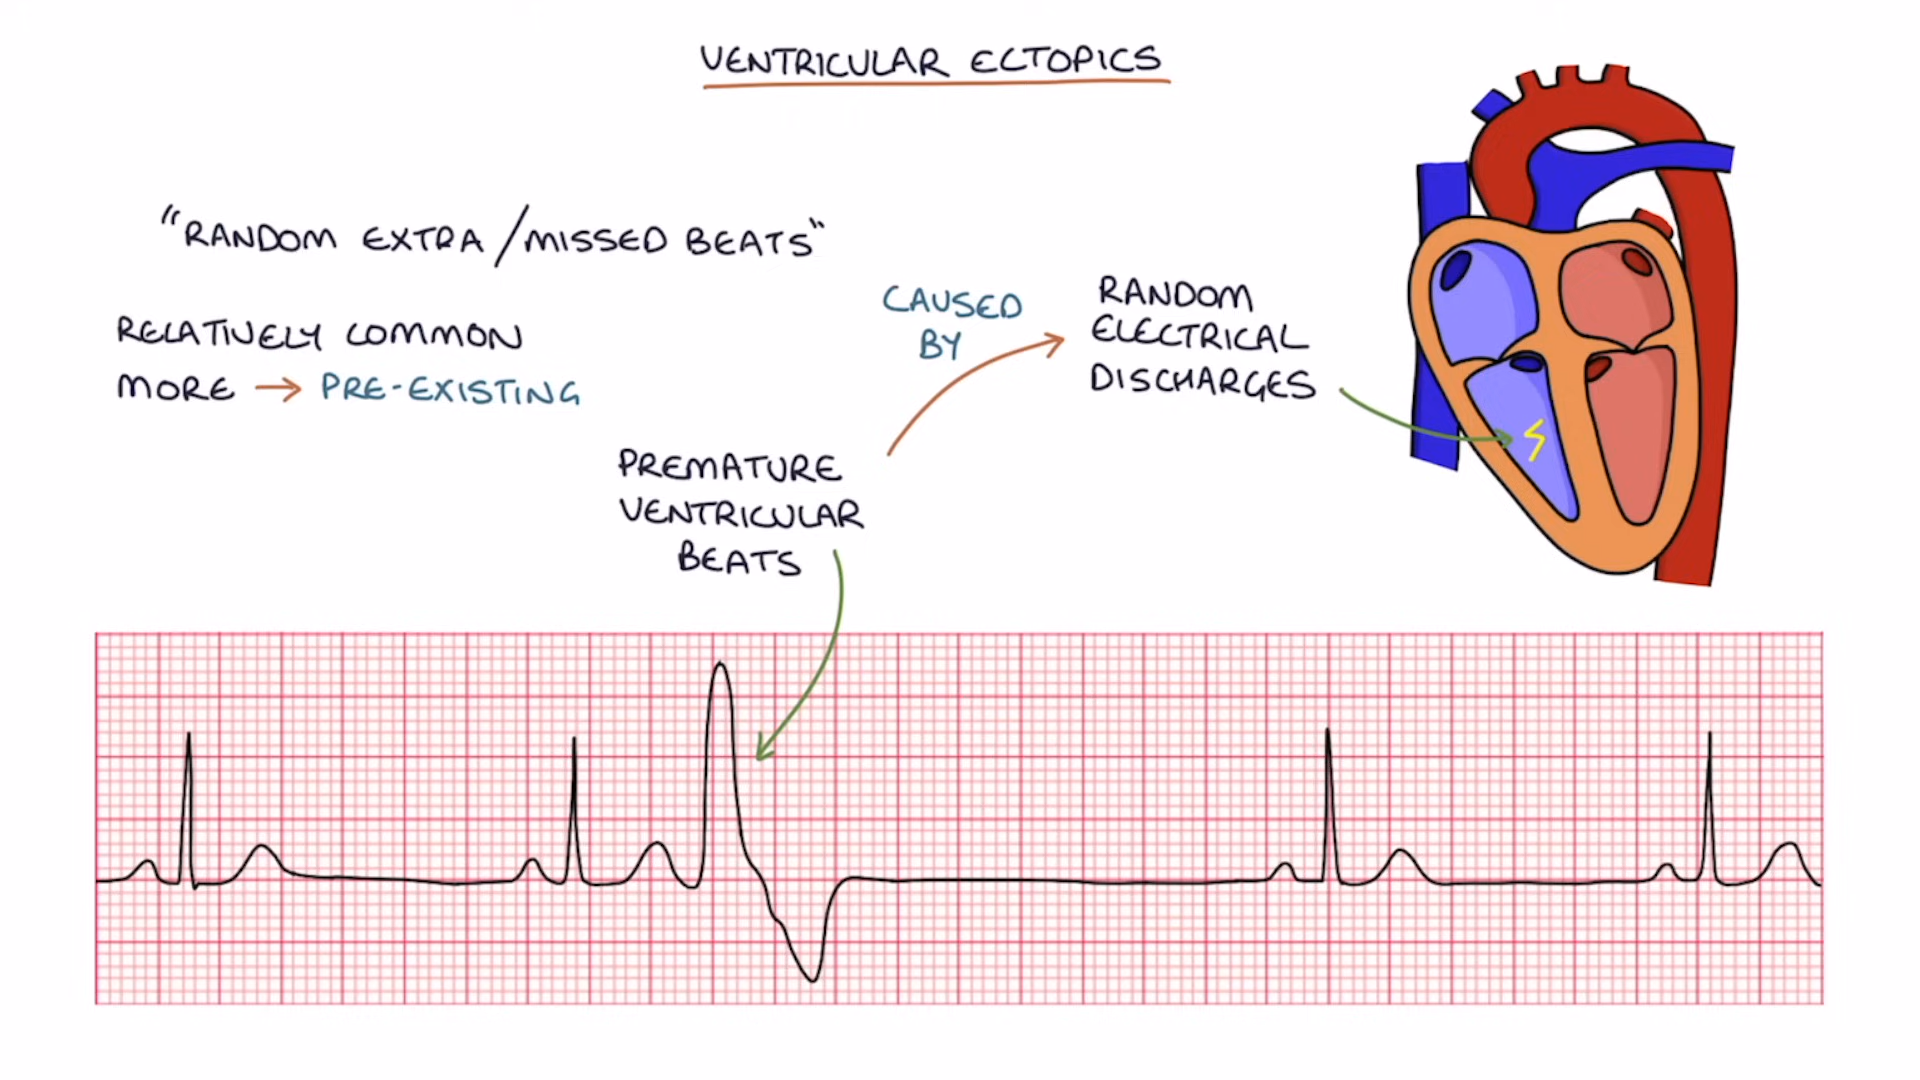 VENTRICULAR ECTOPICS
"RANDOM EXTRA/MISSED BEATS"
RELATIVELY COMMON
MORE → PRE-EXISTING
PREMATURE
VENTRICULAR
BEATS
CAUSED
BY
RANDOM
ELECTRICAL
DISCHARGES